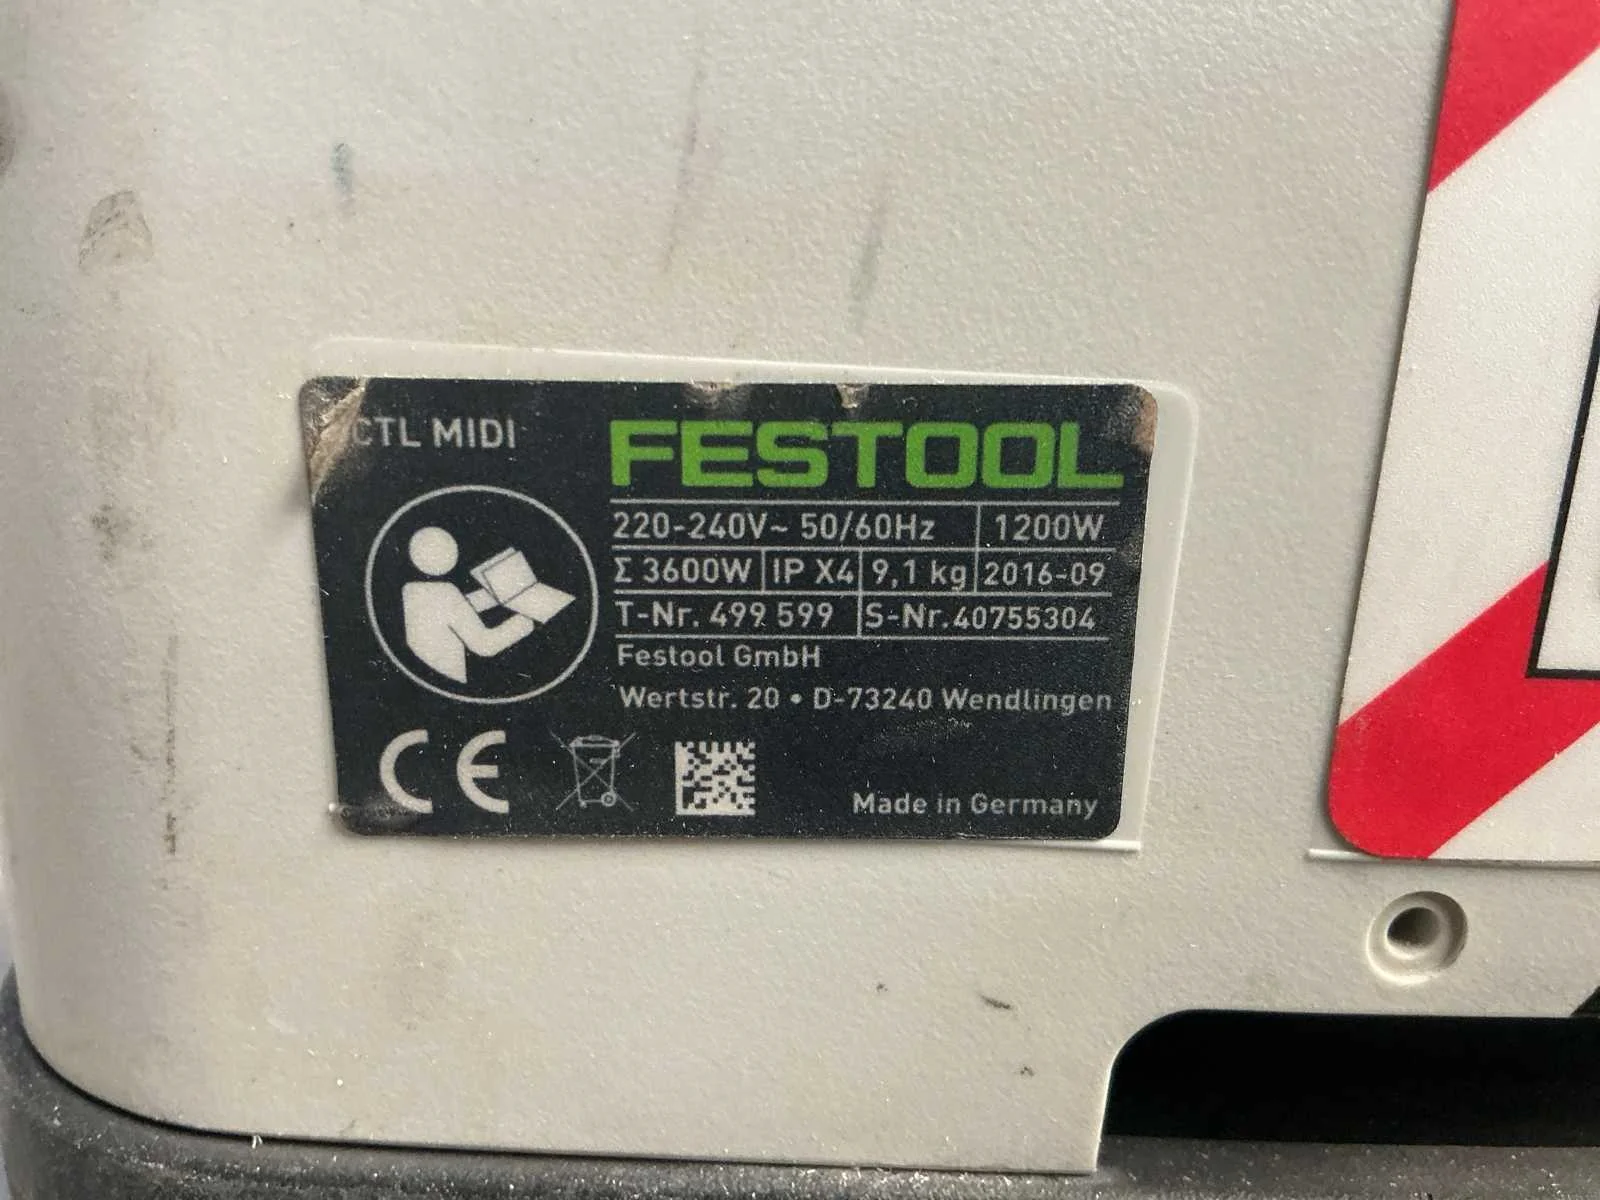 CTL MIDI
FESTOOL
220-240V~ 50/60Hz 1200W
Σ 3600W IP X4 9,1 kg 2016-09
T-Nr. 499 599 S-Nr.40755304
Festool GmbH
Wertstr. 20 • D-73240 Wendlingen
CE
Made in Germany